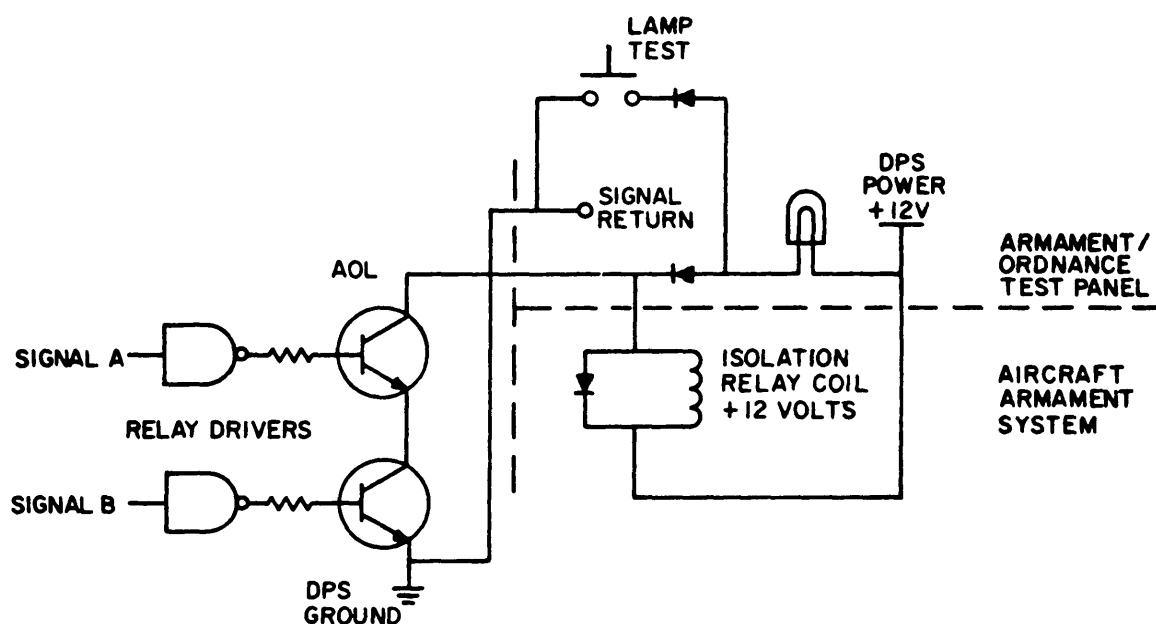 LAMP
TEST
DPS
POWER
+12V
SIGNAL
RETURN
ARMAMENT/
ORDNANCE
TEST PANEL
AOL
SIGNAL A
ISOLATION
RELAY COIL
+12 VOLTS
AIRCRAFT
ARMAMENT
SYSTEM
RELAY DRIVERS
SIGNAL B
DPS
GROUND